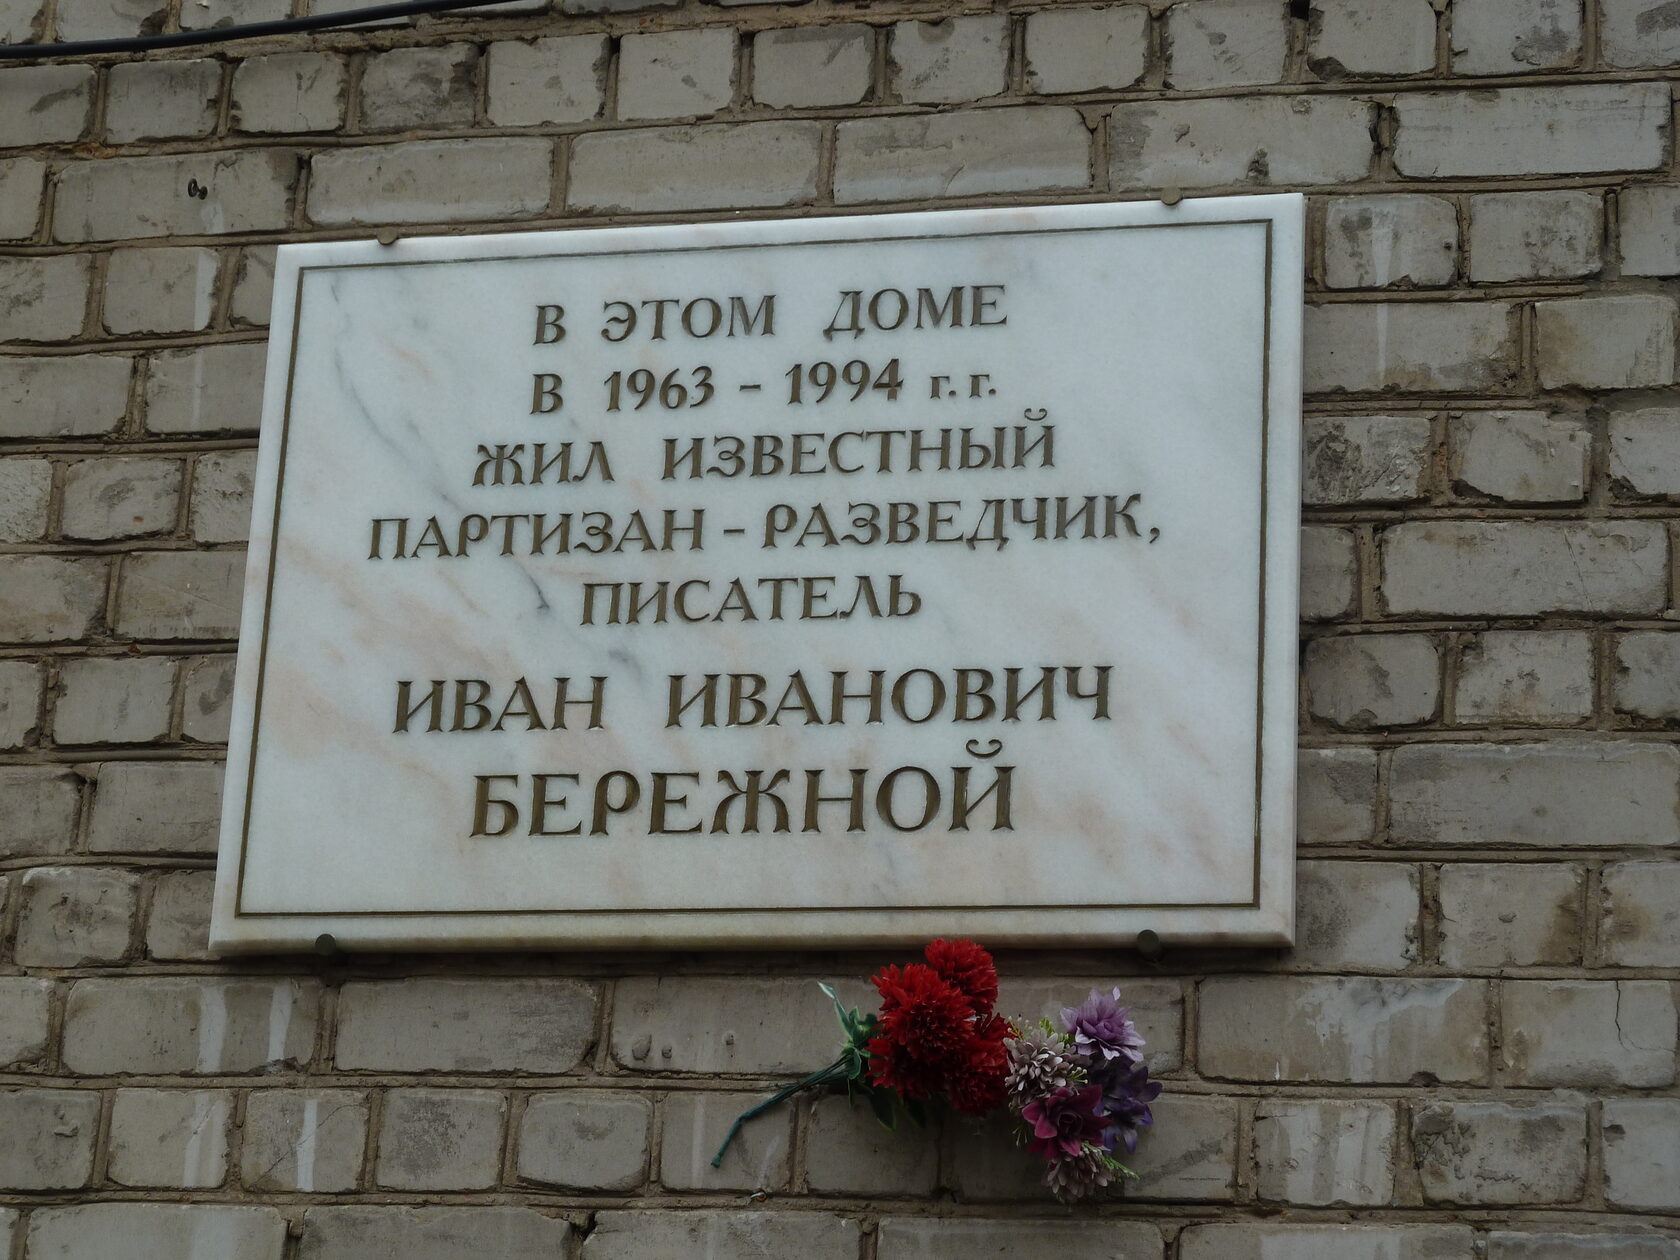 В ЭТОМ ДОМЕ
В 1963 - 1994 г.г.
ЖИЛ ИЗВЕСТНЫЙ
ПАРТИЗАН - РАЗВЕДЧИК,
ПИСАТЕЛЬ
ИВАН ИВАНОВИЧ
БЕРЕЖНОЙ